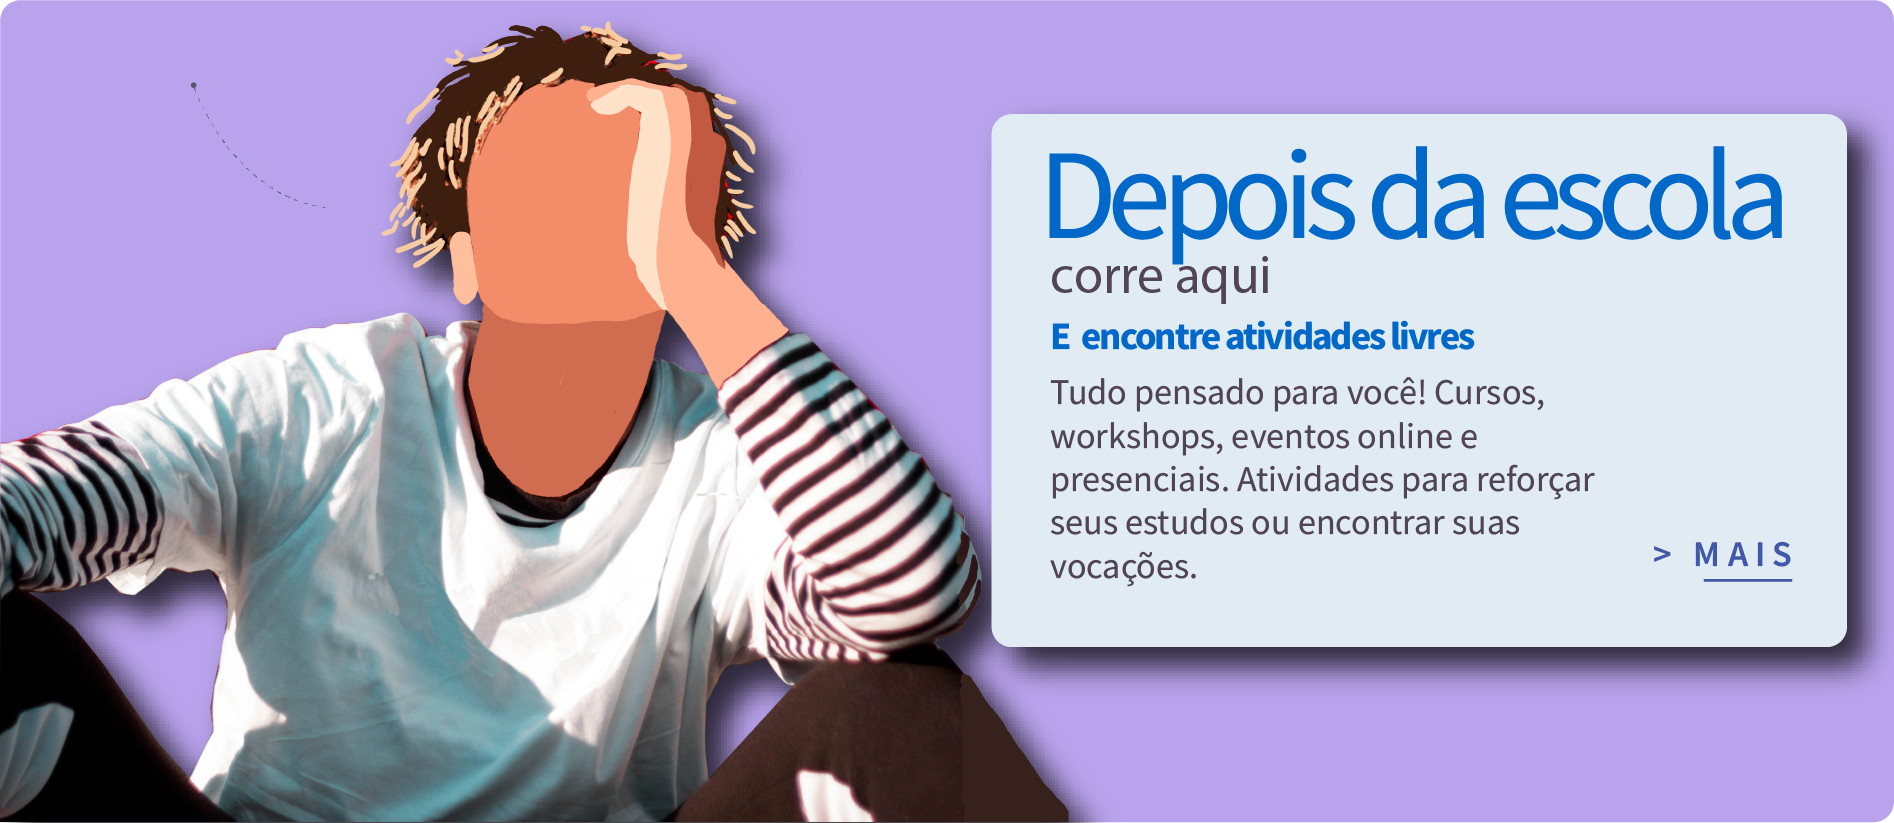 Depois da escola
corre aqui
E encontre atividades livres
Tudo pensado para você! Cursos,
workshops, eventos online e
presenciais. Atividades para reforçar
seus estudos ou encontrar suas
vocações.
> MAIS